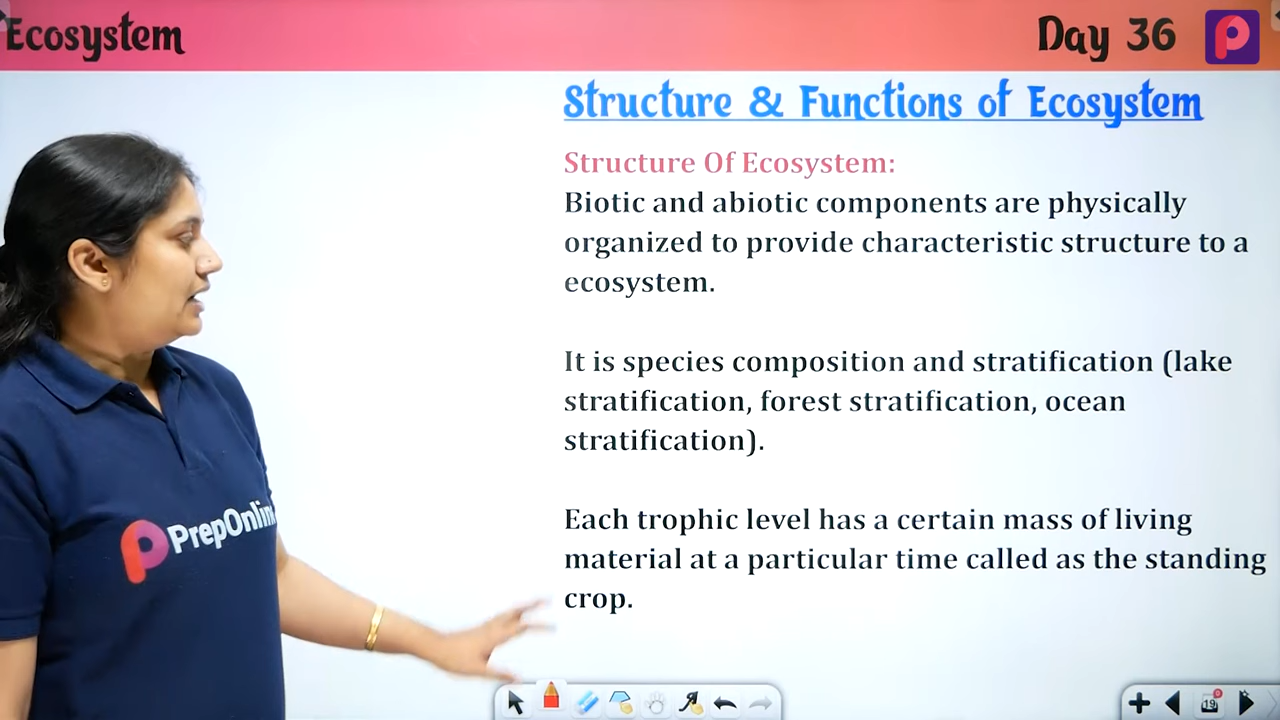 Ecosystem
Day 36
Structure & Functions of Ecosystem
Structure Of Ecosystem:
Biotic and abiotic components are physically
organized to provide characteristic structure to a
ecosystem.
It is species composition and stratification (lake
stratification, forest stratification, ocean
stratification).
Each trophic level has a certain mass of living
material at a particular time called as the standing
crop.
PrepOnlin
19